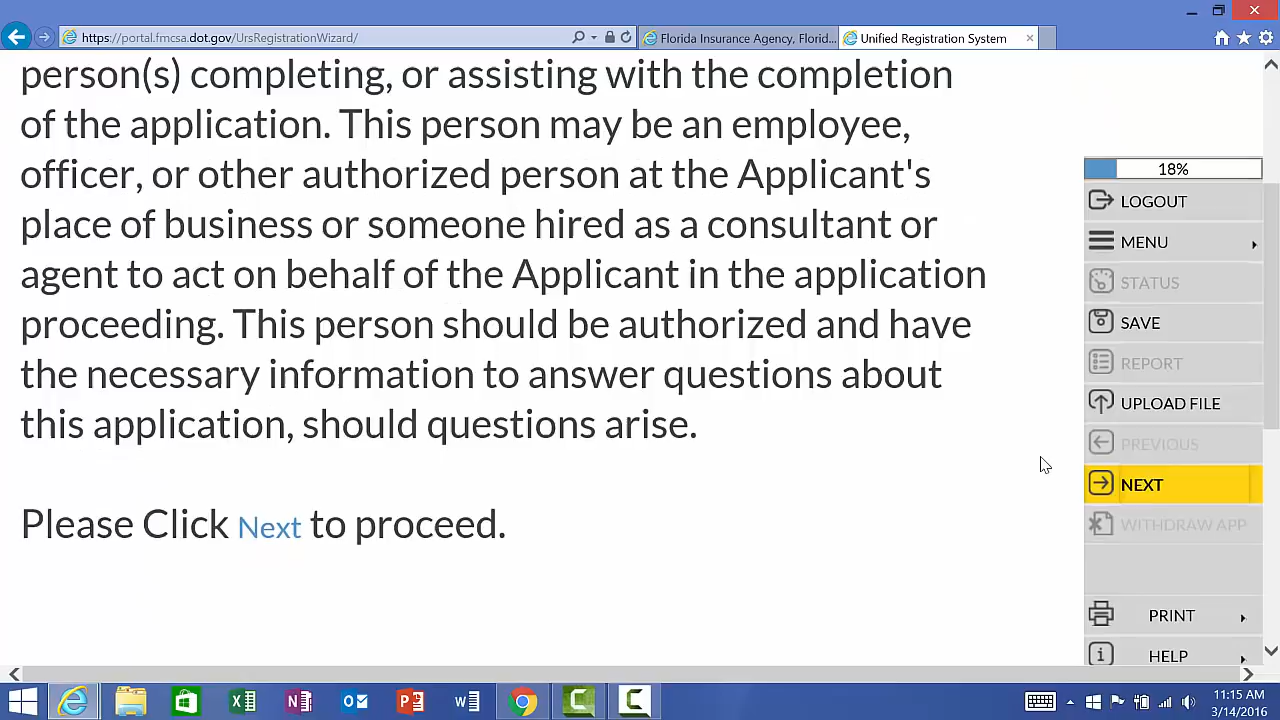 https://portal.fmcsa.dot.gov/UrsRegistrationWizard/
Florida Insurance Agency, Florid...
Unified Registration System
person(s) completing, or assisting with the completion
of the application. This person may be an employee,
officer, or other authorized person at the Applicant's
place of business or someone hired as a consultant or
agent to act on behalf of the Applicant in the application
proceeding. This person should be authorized and have
the necessary information to answer questions about
this application, should questions arise.
Please Click Next to proceed.
18%
LOGOUT
MENU
STATUS
SAVE
REPORT
UPLOAD FILE
PREVIOUS
NEXT
WITHDRAW APP
PRINT
HELP
11:15 AM
3/14/2016